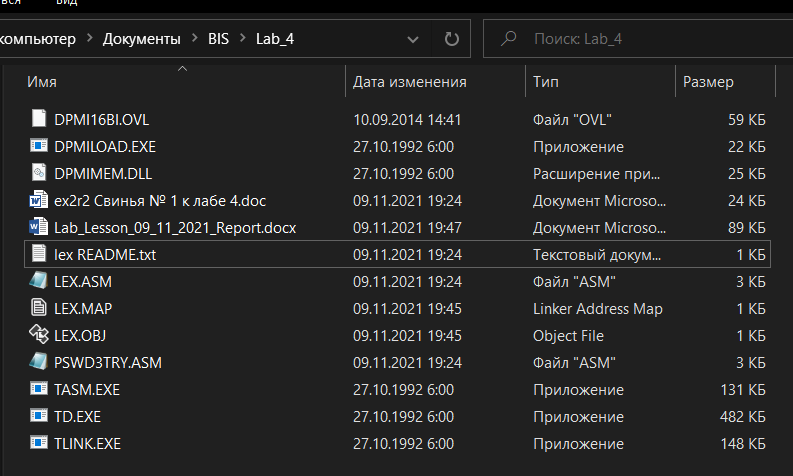 вид
компьютер > Документы > BIS > Lab_4
Поиск: Lab_4
Имя Дата изменения Тип Размер
DPMI16BI.OVL 10.09.2014 14:41 Файл "OVL" 59 КБ
DPMILOAD.EXE 27.10.1992 6:00 Приложение 22 КБ
DPMIMEM.DLL 27.10.1992 6:00 Расширение при... 25 КБ
ex2r2 Свинья № 1 к лабе 4.doc 09.11.2021 19:24 Документ Microso... 24 КБ
Lab_Lesson_09_11_2021_Report.docx 09.11.2021 19:47 Документ Microso... 89 КБ
lex README.txt 09.11.2021 19:24 Текстовый докум... 1 КБ
LEX.ASM 09.11.2021 19:24 Файл "ASM" 3 КБ
LEX.MAP 09.11.2021 19:45 Linker Address Map 1 КБ
LEX.OBJ 09.11.2021 19:45 Object File 1 КБ
PSWD3TRY.ASM 09.11.2021 19:24 Файл "ASM" 3 КБ
TASM.EXE 27.10.1992 6:00 Приложение 131 КБ
TD.EXE 27.10.1992 6:00 Приложение 482 КБ
TLINK.EXE 27.10.1992 6:00 Приложение 148 КБ